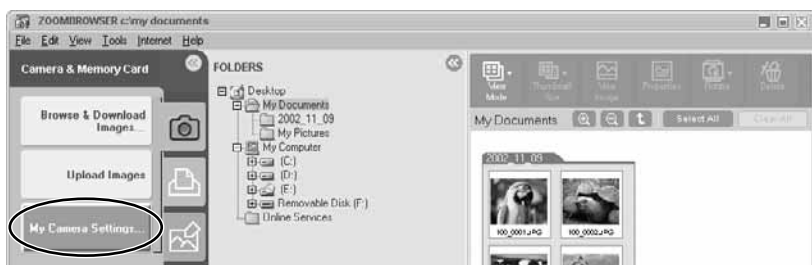 ZOOMBROWSER c:\my documents
File Edit View Tools Internet Help
Camera & Memory Card
Browse & Download
Images...
Upload Images
My Camera Settings...
FOLDERS
Desktop
My Documents
2002_11_09
My Pictures
My Computer
(C:)
(D:)
(E:)
Removable Disk (F:)
Online Services
View
Mode
Thumbnail
Size
View
Image
Properties
Rotate
Delete
My Documents
Select All
Clear All
2002_11_09
100_0001.JPG
100_0002.JPG